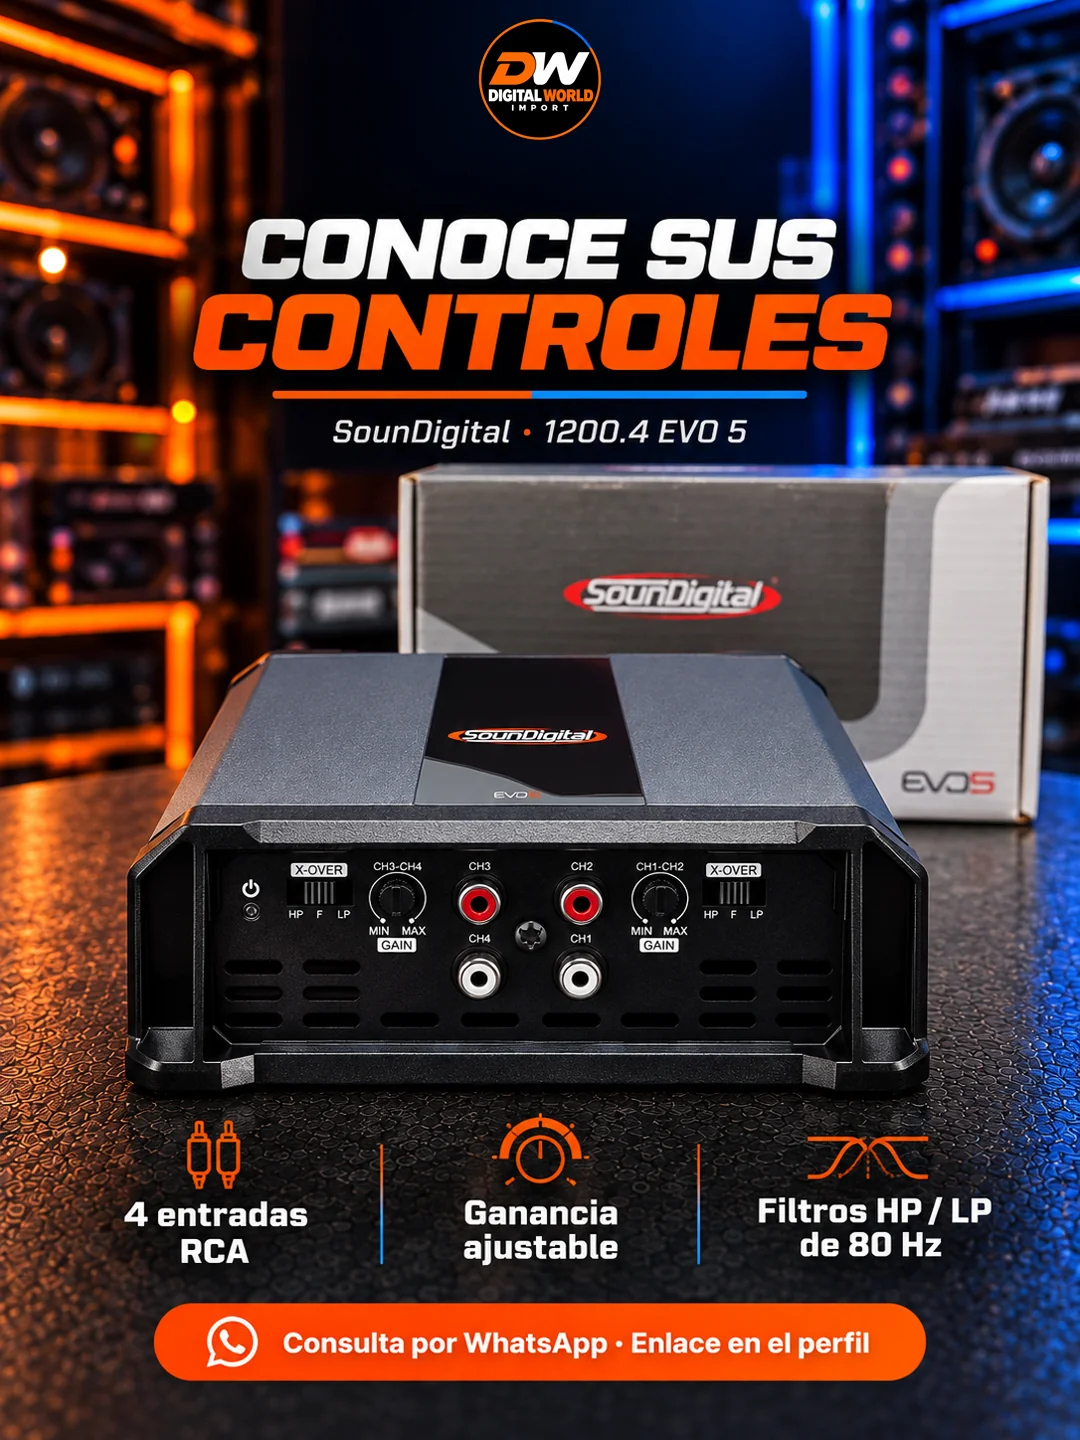 DW
DIGITAL WORLD
IMPORT
CONOCE SUS
CONTROLES
SounDigital • 1200.4 EVO 5
SounDigital
EVO5
SounDigital
EVO5
X-OVER
HP F LP
CH3-CH4
MIN MAX
GAIN
CH3
CH4
CH2
CH1
CH1-CH2
MIN MAX
GAIN
X-OVER
HP F LP
4 entradas
RCA
Ganancia
ajustable
Filtros HP / LP
de 80 Hz
Consulta por WhatsApp • Enlace en el perfil